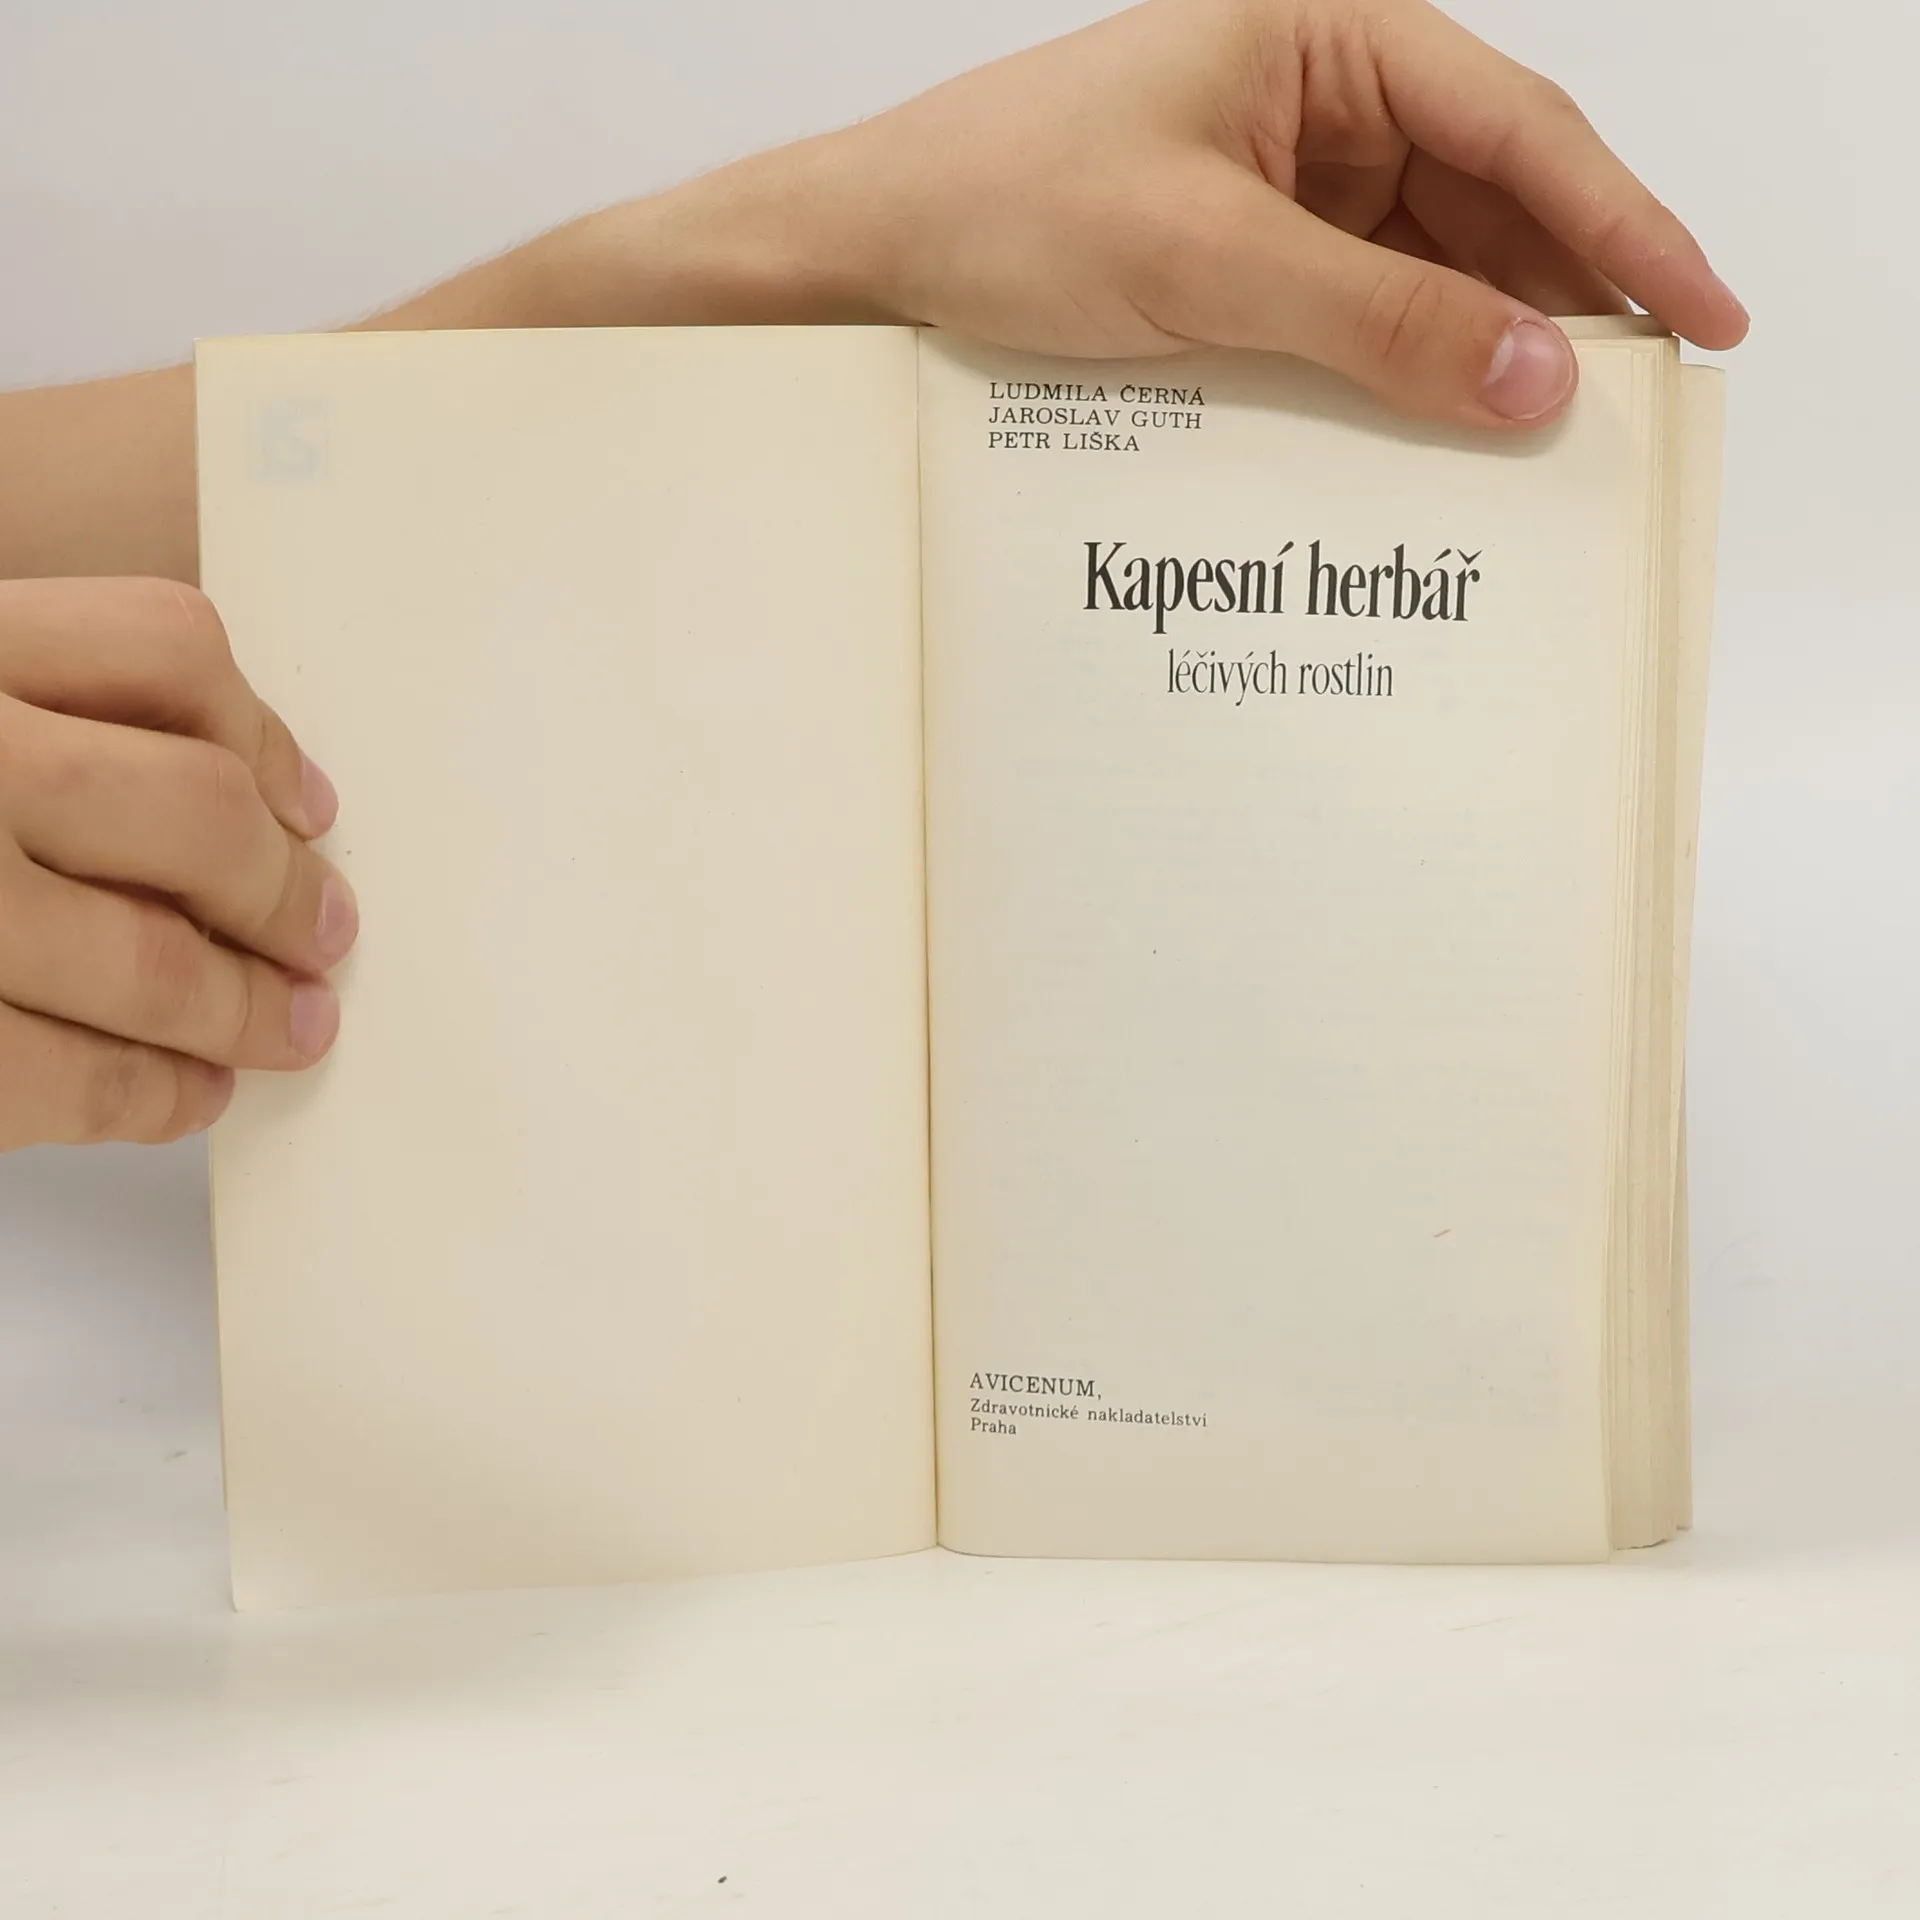 LUDMILA ČERNÁ
JAROSLAV GUTH
PETR LIŠKA
Kapesní herbář
léčivých rostlin
AVICENUM,
Zdravotnické nakladatelství
Praha